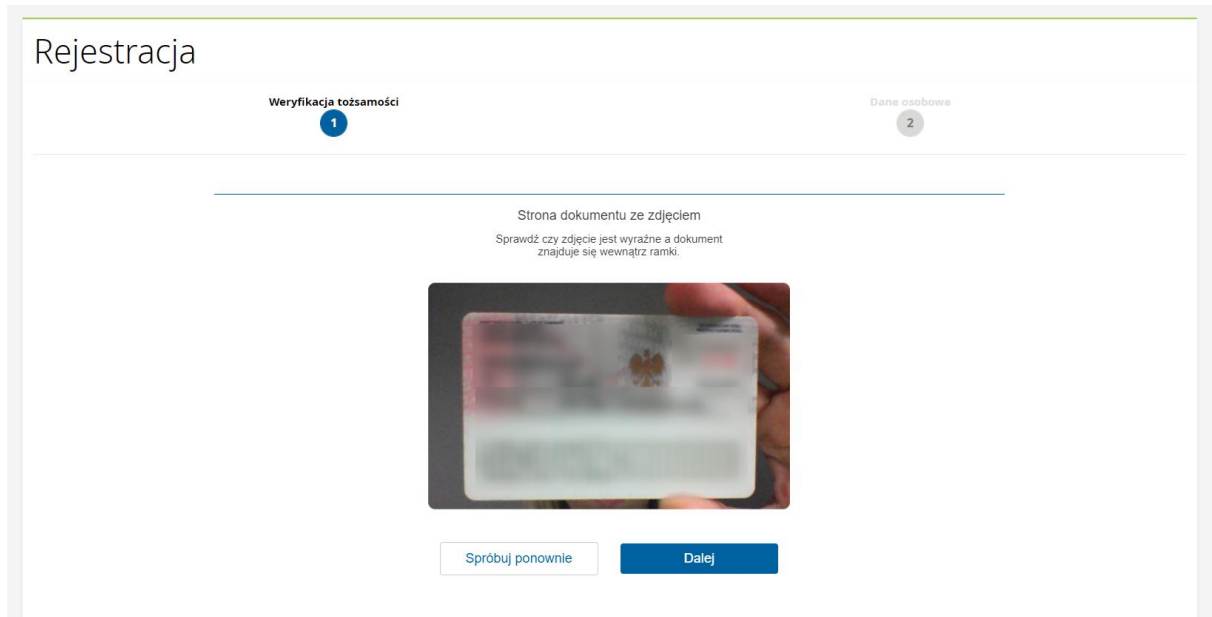 Rejestracja
Weryfikacja tożsamości
1
Dane osobowe
2
Strona dokumentu ze zdjęciem
Sprawdź czy zdjęcie jest wyraźne a dokument
znajduje się wewnątrz ramki.
Spróbuj ponownie
Dalej